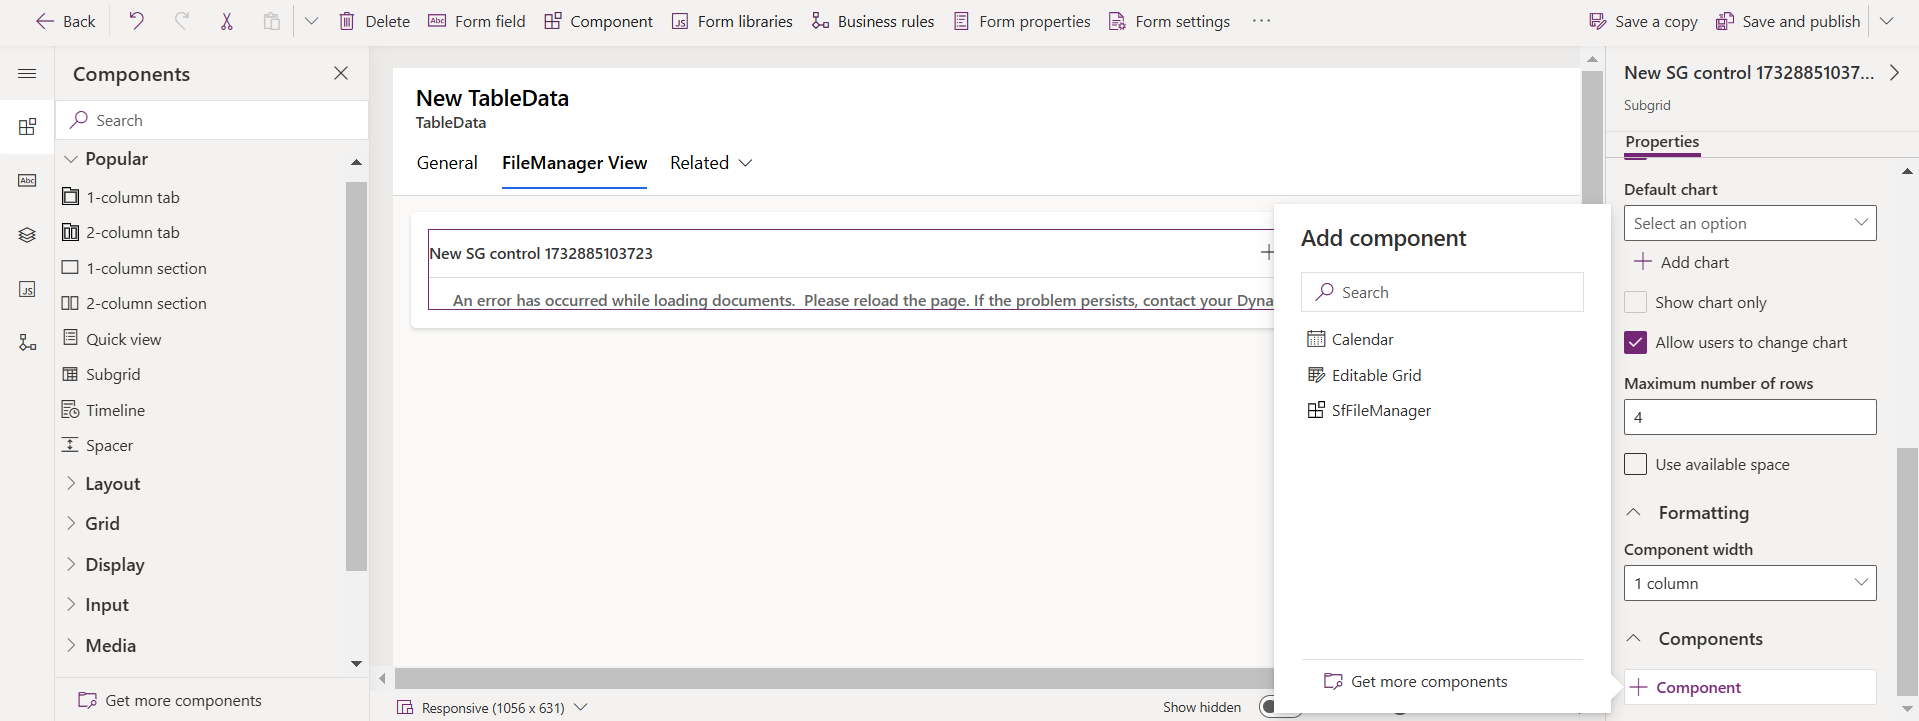 Back
Delete
Abc Form field
Component
JS Form libraries
Business rules
Form properties
Form settings
Save a copy
Save and publish
Components
Search
Popular
1-column tab
2-column tab
1-column section
2-column section
Quick view
Subgrid
Timeline
Spacer
Layout
Grid
Display
Input
Media
Get more components
Abc
JS
New TableData
TableData
General
FileManager View
Related
New SG control 1732885103723
An error has occurred while loading documents. Please reload the page. If the problem persists, contact your Dyna
Responsive (1056 x 631)
Show hidden
Add component
Search
Calendar
Editable Grid
SfFileManager
Get more components
New SG control 17328851037...
Subgrid
Properties
Default chart
Select an option
Add chart
Show chart only
Allow users to change chart
Maximum number of rows
4
Use available space
Formatting
Component width
1 column
Components
Component